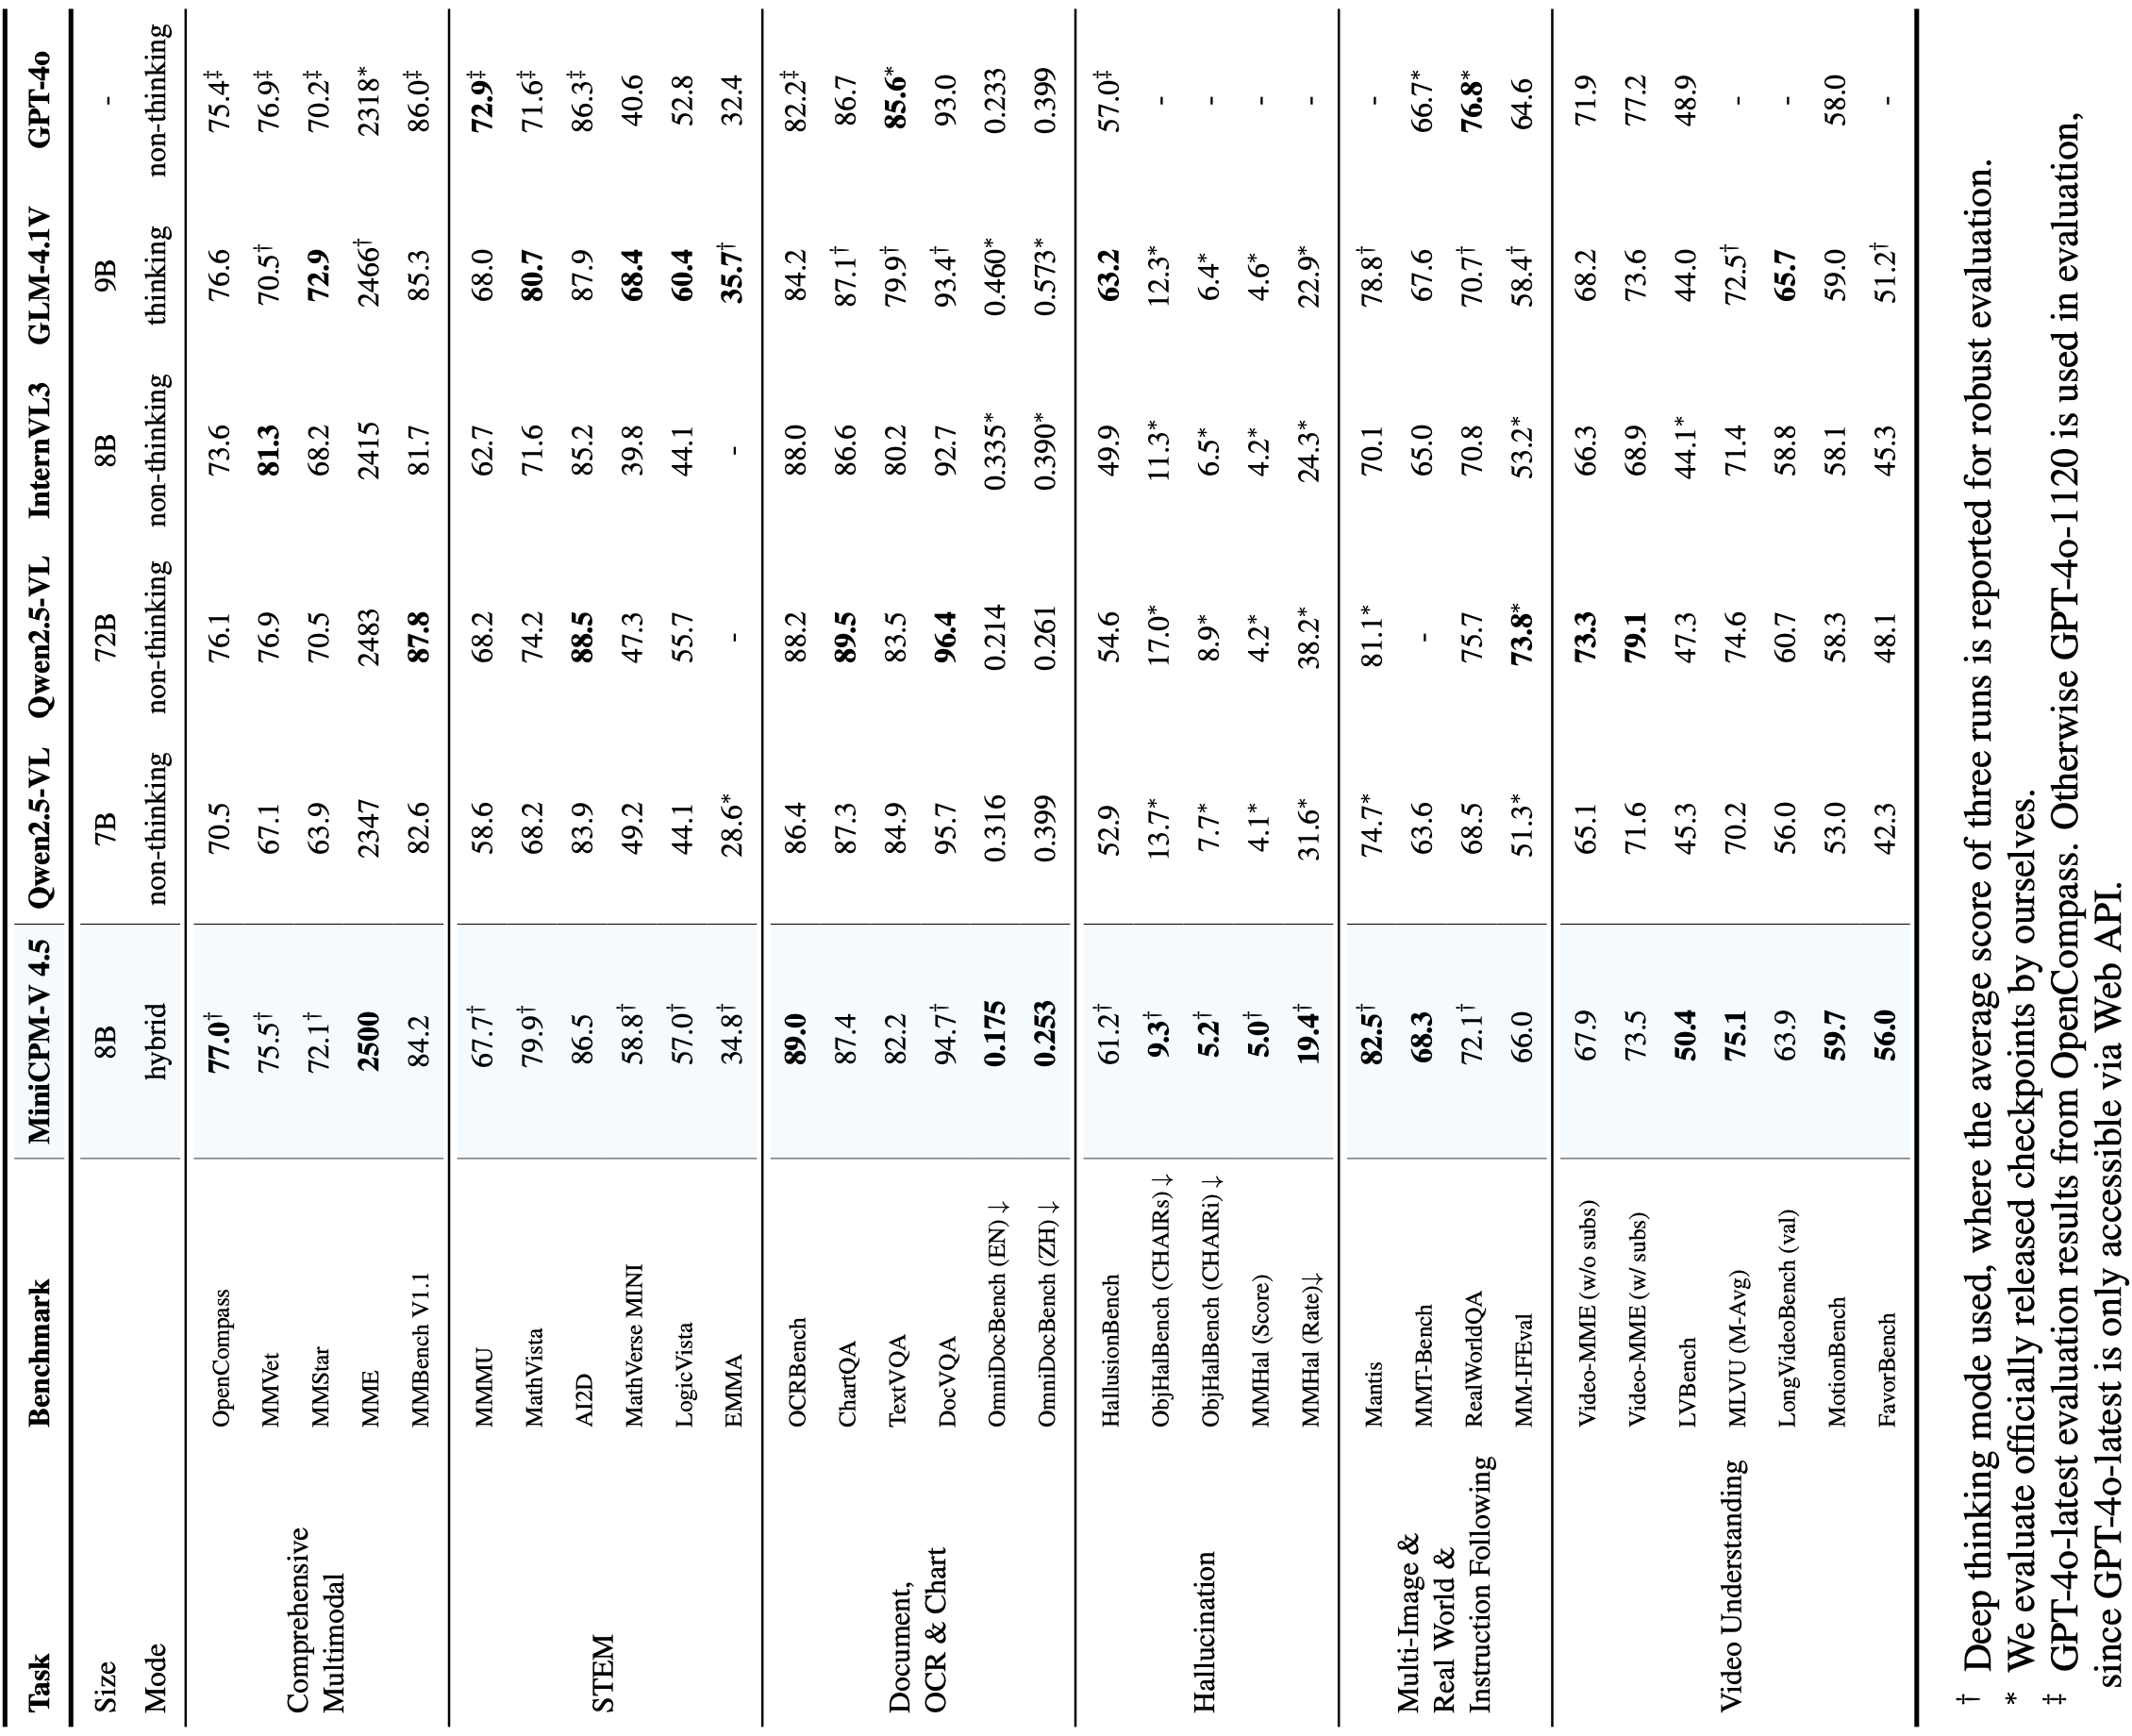 Task Benchmark MiniCPM-V 4.5 Qwen2.5-VL Qwen2.5-VL InternVL3 GLM-4.1V GPT-4o
Size 8B 7B 72B 8B 9B -
Mode hybrid non-thinking non-thinking non-thinking thinking non-thinking
Comprehensive
Multimodal
OpenCompass 77.0† 70.5 76.1 73.6 76.6 75.4‡
MMVet 75.5† 67.1 76.9 81.3 70.5† 76.9‡
MMStar 72.1† 63.9 70.5 68.2 72.9 70.2‡
MME 2500 2347 2483 2415 2466† 2318*
MMBench V1.1 84.2 82.6 87.8 81.7 85.3 86.0‡
STEM
MMMU 67.7† 58.6 68.2 62.7 68.0 72.9‡
MathVista 79.9† 68.2 74.2 71.6 80.7 71.6‡
AI2D 86.5 83.9 88.5 85.2 87.9 86.3‡
MathVerse MINI 58.8† 49.2 47.3 39.8 68.4 40.6
LogicVista 57.0† 44.1 55.7 44.1 60.4 52.8
EMMA 34.8† 28.6* - - 35.7† 32.4
Document,
OCR & Chart
OCRBench 89.0 86.4 88.2 88.0 84.2 82.2‡
ChartQA 87.4 87.3 89.5 86.6 87.1† 86.7
TextVQA 82.2 84.9 83.5 80.2 79.9† 85.6*
DocVQA 94.7† 95.7 96.4 92.7 93.4† 93.0
OmniDocBench (EN) ↓ 0.175 0.316 0.214 0.335* 0.460* 0.233
OmniDocBench (ZH) ↓ 0.253 0.399 0.261 0.390* 0.573* 0.399
Hallucination
HallusionBench 61.2† 52.9 54.6 49.9 63.2 57.0‡
ObjHalBench (CHAIRs) ↓ 9.3† 13.7* 17.0* 11.3* 12.3* -
ObjHalBench (CHAIRi) ↓ 5.2† 7.7* 8.9* 6.5* 6.4* -
MMHal (Score) 5.0† 4.1* 4.2* 4.2* 4.6* -
MMHal (Rate)↓ 19.4† 31.6* 38.2* 24.3* 22.9* -
Multi-Image &
Real World &
Instruction Following
Mantis 82.5† 74.7* 81.1* 70.1 78.8† -
MMT-Bench 68.3 63.6 - 65.0 67.6 66.7*
RealWorldQA 72.1† 68.5 75.7 70.8 70.7† 76.8*
MM-IFEval 66.0 51.3* 73.8* 53.2* 58.4† 64.6
Video Understanding
Video-MME (w/o subs) 67.9 65.1 73.3 66.3 68.2 71.9
Video-MME (w/ subs) 73.5 71.6 79.1 68.9 73.6 77.2
LVBench 50.4 45.3 47.3 44.1* 44.0 48.9
MLVU (M-Avg) 75.1 70.2 74.6 71.4 72.5† -
LongVideoBench (val) 63.9 56.0 60.7 58.8 65.7 -
MotionBench 59.7 53.0 58.3 58.1 59.0 58.0
FavorBench 56.0 42.3 48.1 45.3 51.2† -
† Deep thinking mode used, where the average score of three runs is reported for robust evaluation.
* We evaluate officially released checkpoints by ourselves.
‡ GPT-4o-latest evaluation results from OpenCompass. Otherwise GPT-4o-1120 is used in evaluation,
since GPT-4o-latest is only accessible via Web API.